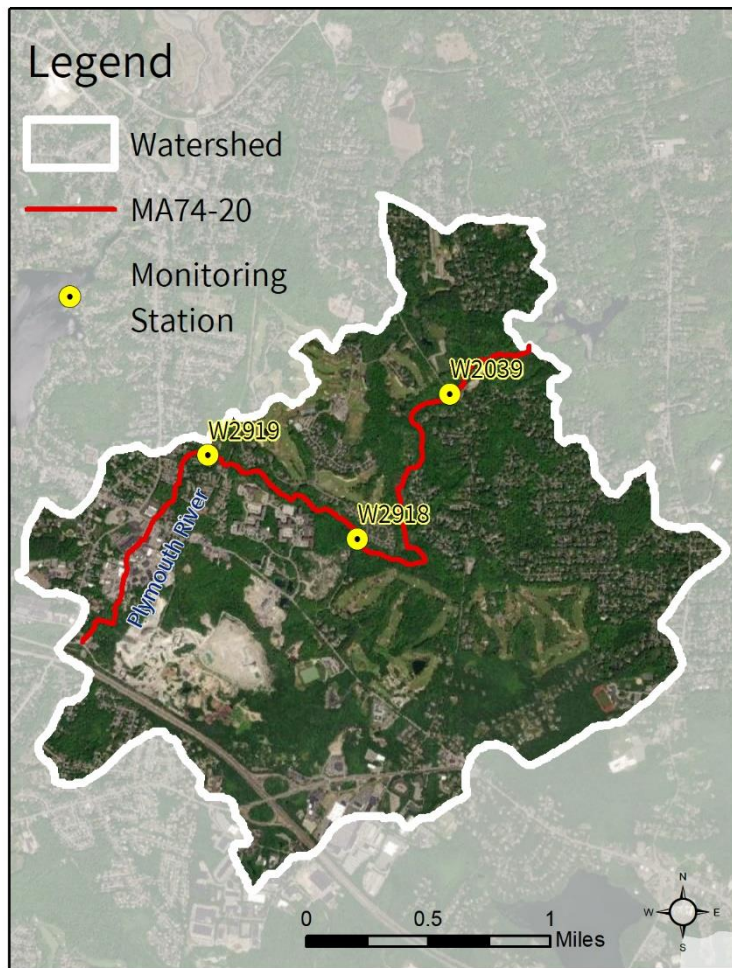 Legend
Watershed
MA74-20
Monitoring
Station
W2039
W2919
W2918
Plymouth River
0 0.5 1
Miles
N
W E
S